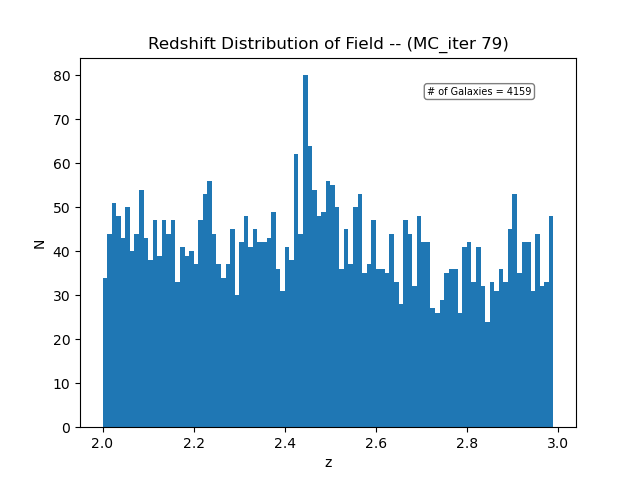 Redshift Distribution of Field -- (MC_iter 79)
# of Galaxies = 4159
80
70
60
50
40
30
20
10
0
N
2.0 2.2 2.4 2.6 2.8 3.0
z